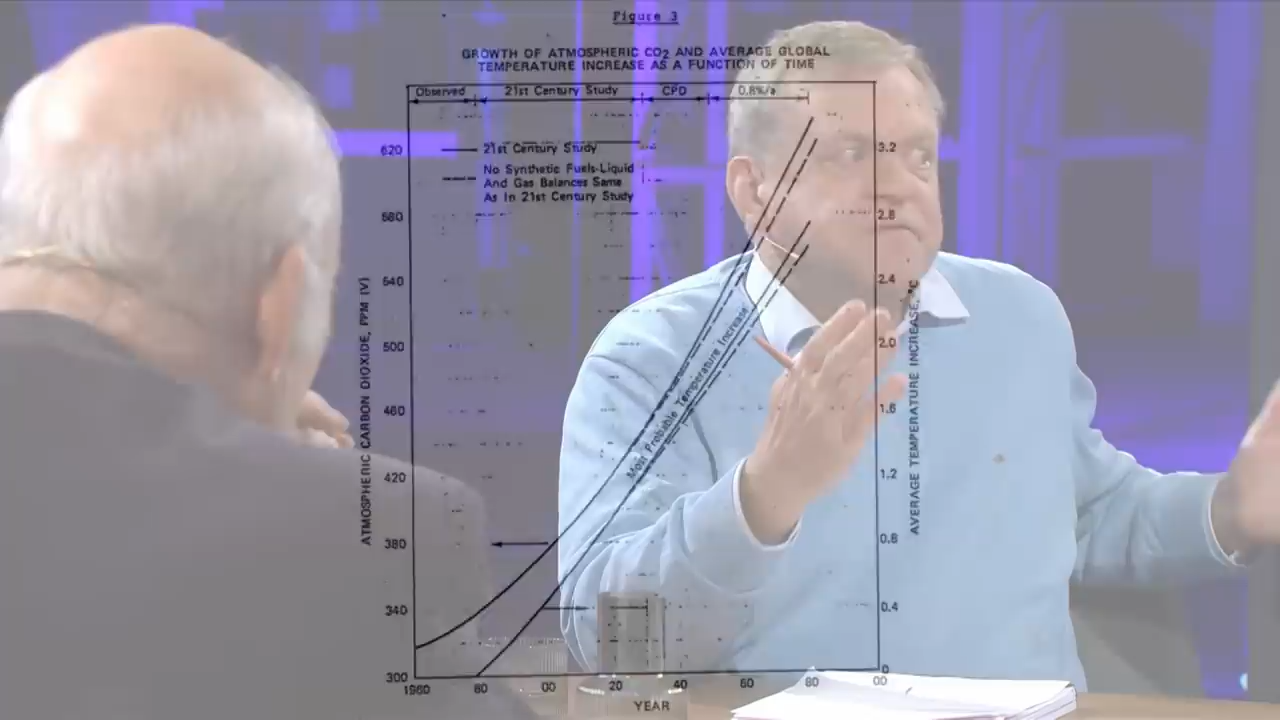 Figure 3
GROWTH OF ATMOSPHERIC CO2 AND AVERAGE GLOBAL
TEMPERATURE INCREASE AS A FUNCTION OF TIME
Observed 21st Century Study CPD 0.8%/a
21st Century Study
No Synthetic Fuels-Liquid
And Gas Balances Same
As In 21st Century Study
ATMOSPHERIC CARBON DIOXIDE, PPM (V)
620
580
540
500
460
420
380
340
300
Most Probable Temperature Increase
3.2
2.8
2.4
2.0
1.6
1.2
0.8
0.4
0
AVERAGE TEMPERATURE INCREASE, °C
1960 80 00 20 40 60 80 00
YEAR